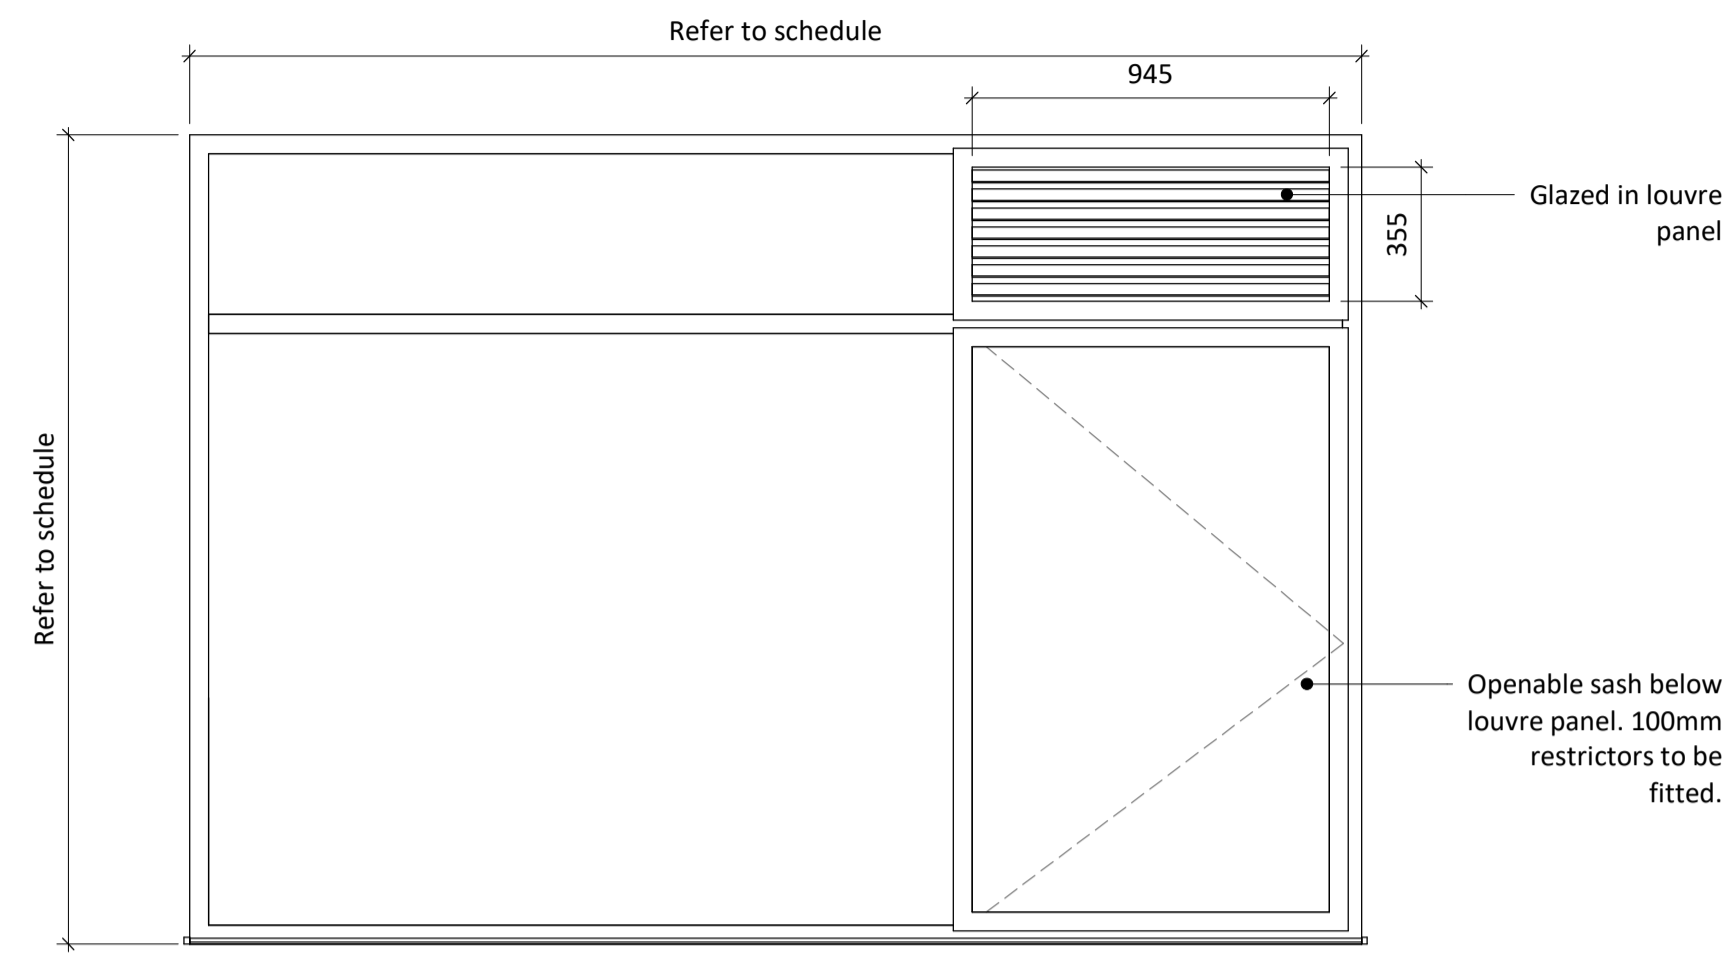 Refer to schedule
945
Glazed in louvre
panel
355
Refer to schedule
Openable sash below
louvre panel. 100mm
restrictors to be
fitted.